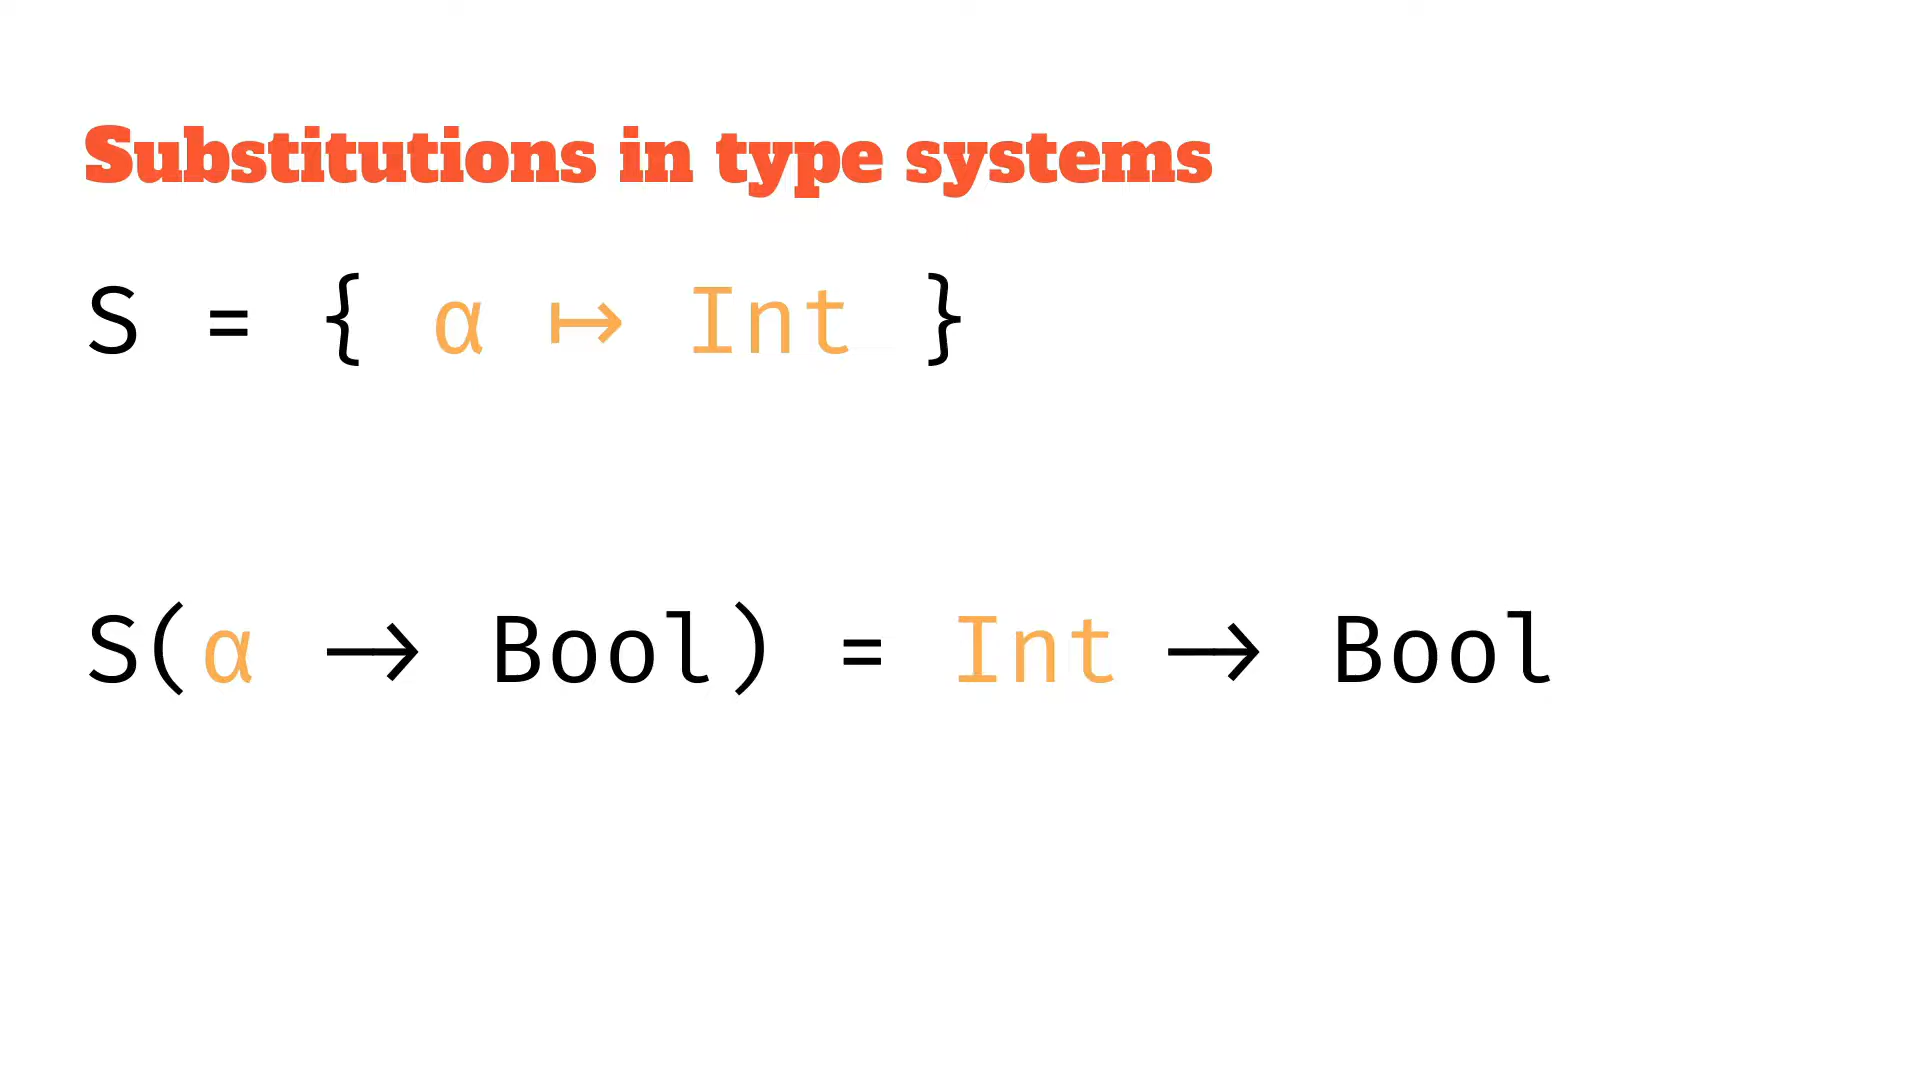 Substitutions in type systems
S = { α ↦ Int }
S(α → Bool) = Int → Bool